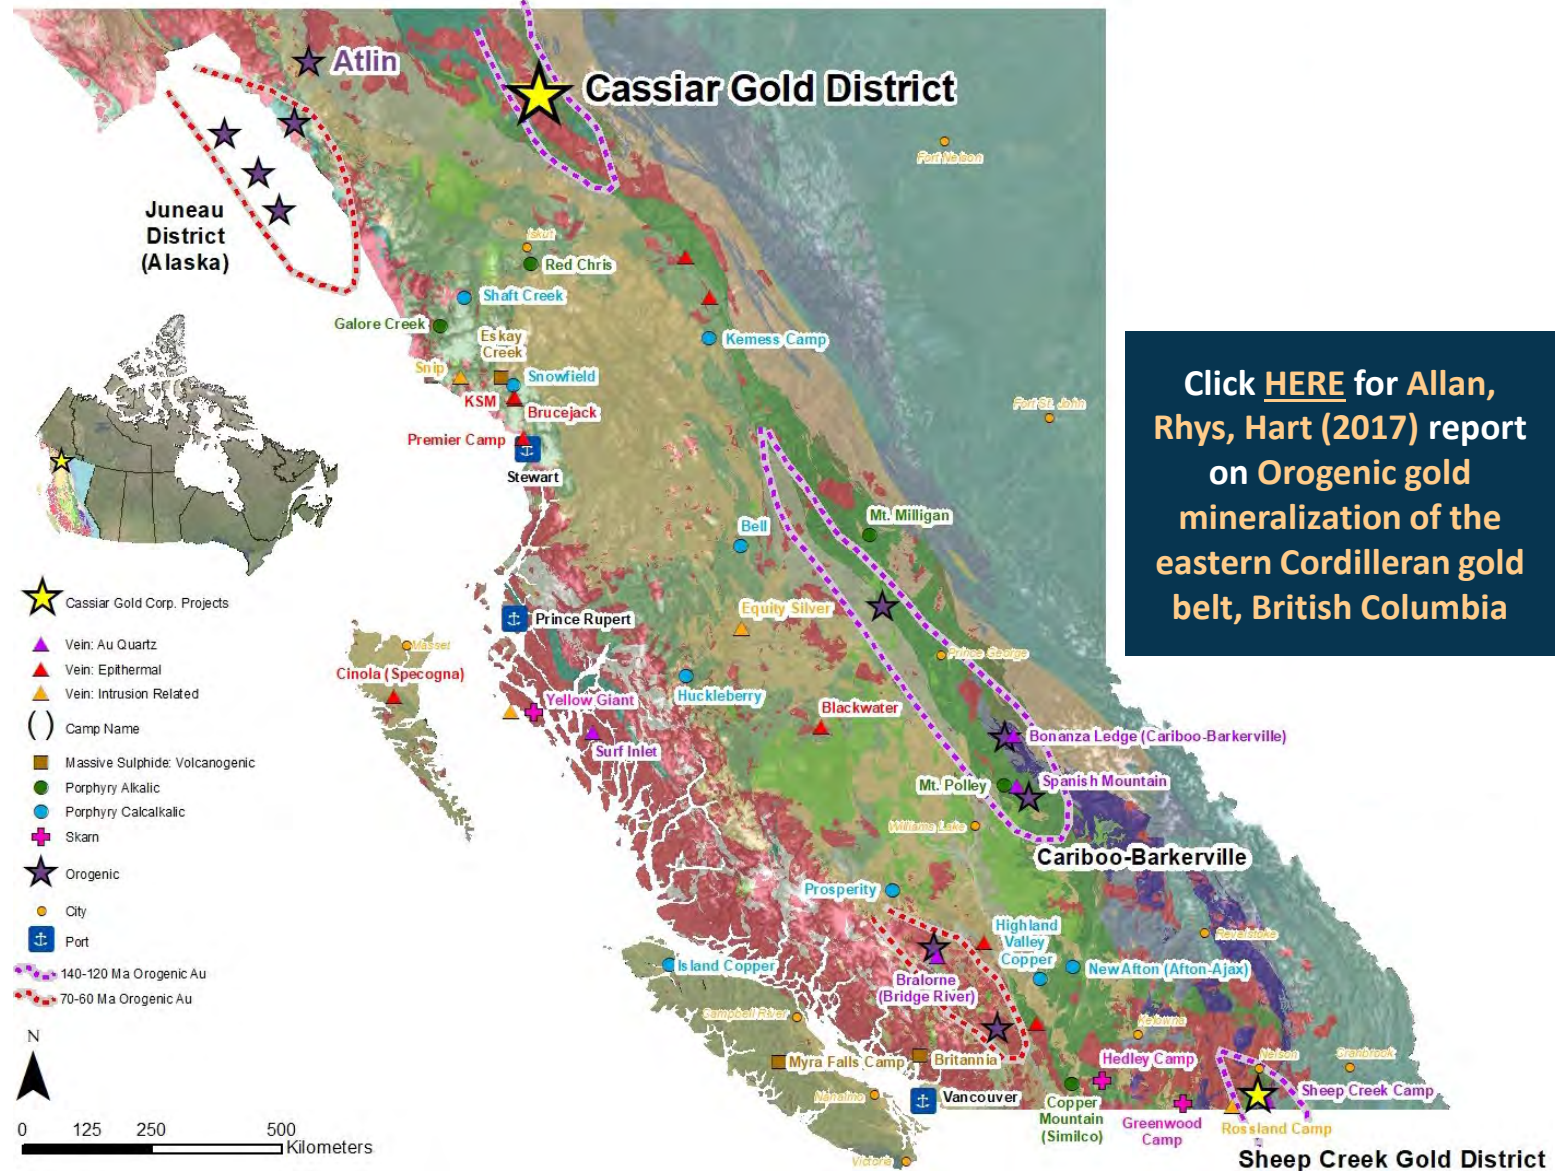 Atlin
Cassiar Gold District
Fort Nelson
Juneau
District
(Alaska)
Iskut
Red Chris
Shaft Creek
Galore Creek
Eskay
Creek
Kemess Camp
Snip
Snowfield
KSM
Brucejack
Fort St. John
Premier Camp
Stewart
Click HERE for Allan,
Rhys, Hart (2017) report
on Orogenic gold
mineralization of the
eastern Cordilleran gold
belt, British Columbia
Mt. Milligan
Bell
Cassiar Gold Corp. Projects
Equity Silver
Prince Rupert
Vein: Au Quartz
Masset
Prince George
Vein: Epithermal
Cinola (Specogna)
Vein: Intrusion Related
Huckleberry
Yellow Giant
Blackwater
( ) Camp Name
Surf Inlet
Bonanza Ledge (Cariboo-Barkerville)
Massive Sulphide: Volcanogenic
Porphyry Alkalic
Mt. Polley
Spanish Mountain
Porphyry Calcalkalic
Williams Lake
Skarn
Cariboo-Barkerville
Orogenic
Prosperity
City
Highland
Valley
Copper
Revelstoke
Port
Island Copper
New Afton (Afton-Ajax)
140-120 Ma Orogenic Au
Bralorne
(Bridge River)
70-60 Ma Orogenic Au
Campbell River
Kelowna
N
Myra Falls Camp
Britannia
Hedley Camp
Nelson
Cranbrook
Nanaimo
Vancouver
Sheep Creek Camp
Copper
Mountain
(Similco)
Greenwood
Camp
Rossland Camp
0 125 250 500
Kilometers
Victoria
Sheep Creek Gold District